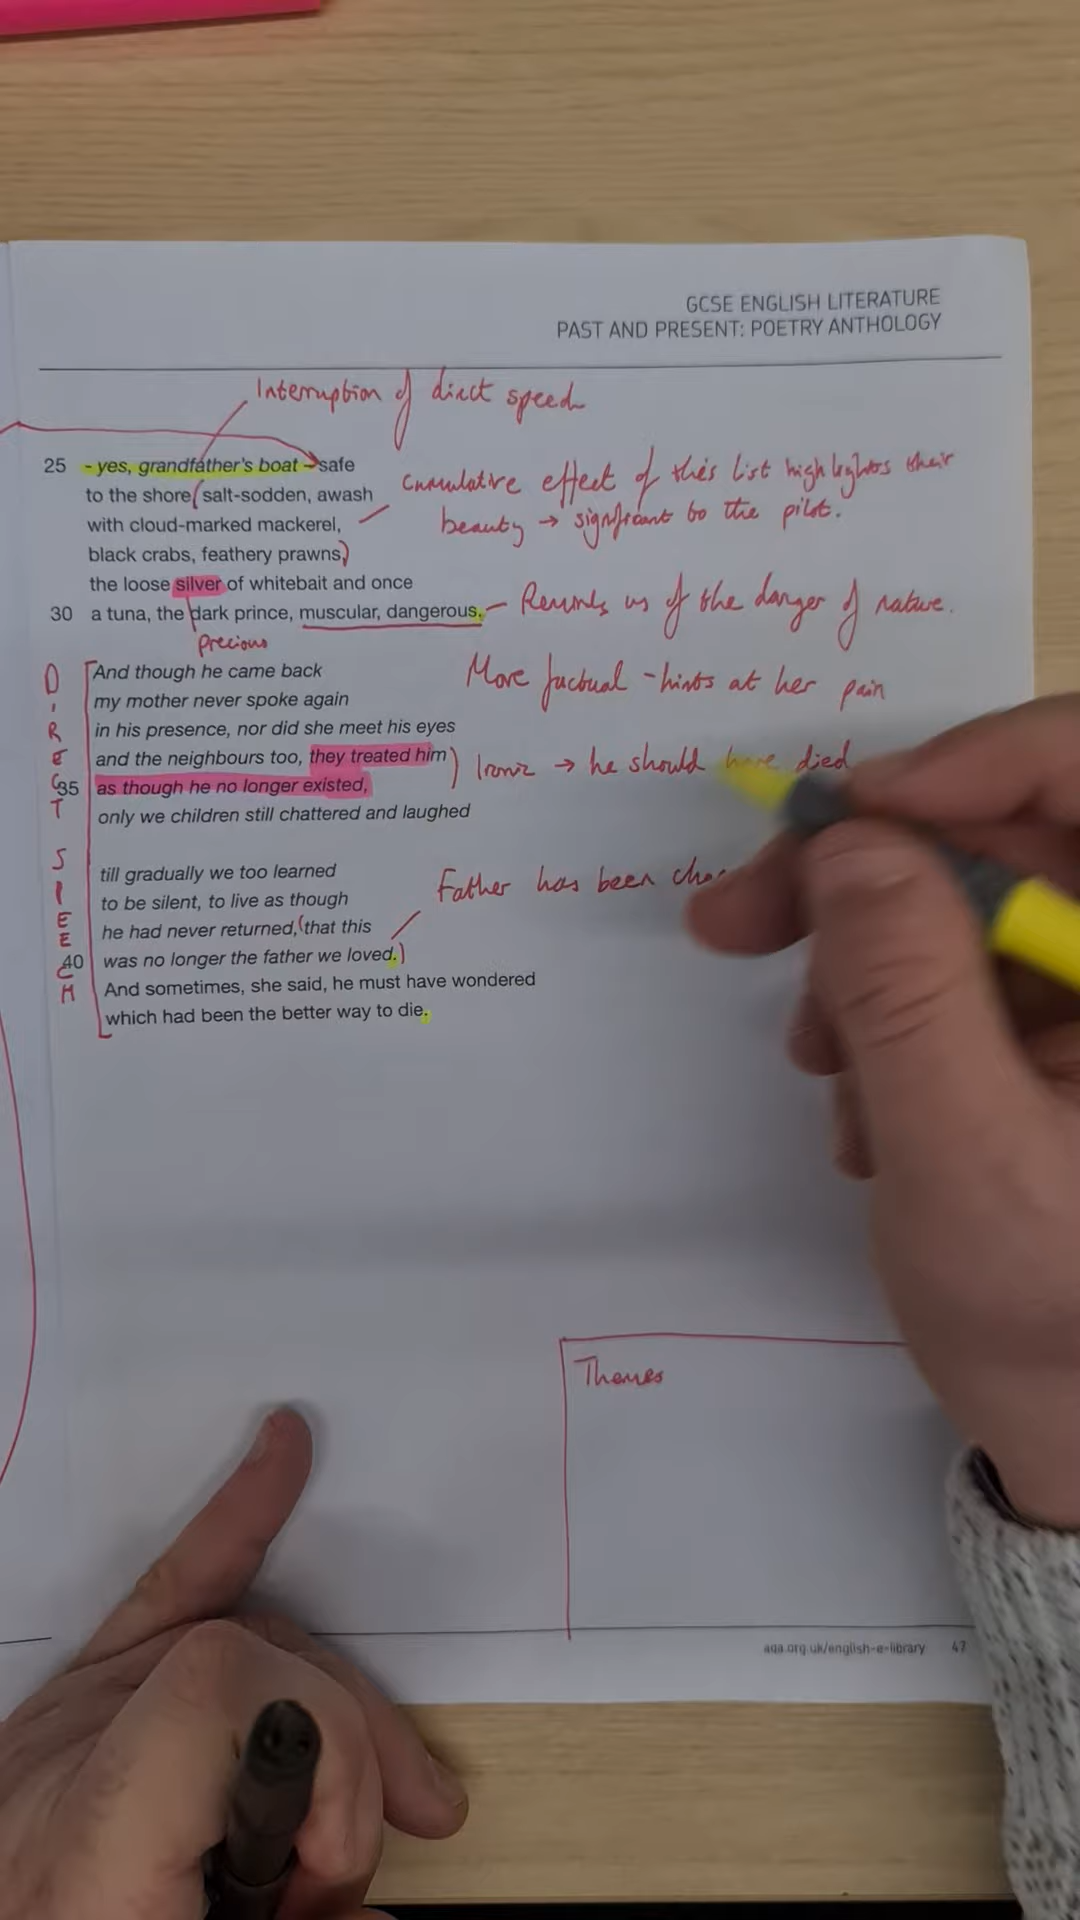 GCSE ENGLISH LITERATURE
PAST AND PRESENT: POETRY ANTHOLOGY
Interruption of direct speed
25 - yes, grandfather's boat – safe
to the shore, salt-sodden, awash
with cloud-marked mackerel,
black crabs, feathery prawns,
the loose silver of whitebait and once
30 a tuna, the dark prince, muscular, dangerous.
cumulative effect of this list highlights their
beauty → significant to the pilot.
Reminds us of the danger of nature.
precious
And though he came back
my mother never spoke again
in his presence, nor did she meet his eyes
and the neighbours too, they treated him
35 as though he no longer existed,
only we children still chattered and laughed
More factual - hints at her pain
Ironic → he should have died
till gradually we too learned
to be silent, to live as though
he had never returned, (that this
40 was no longer the father we loved.)
And sometimes, she said, he must have wondered
which had been the better way to die.
Father has been
DIRECT
SPEECH
Themes
aqa.org.uk/english-e-library 47